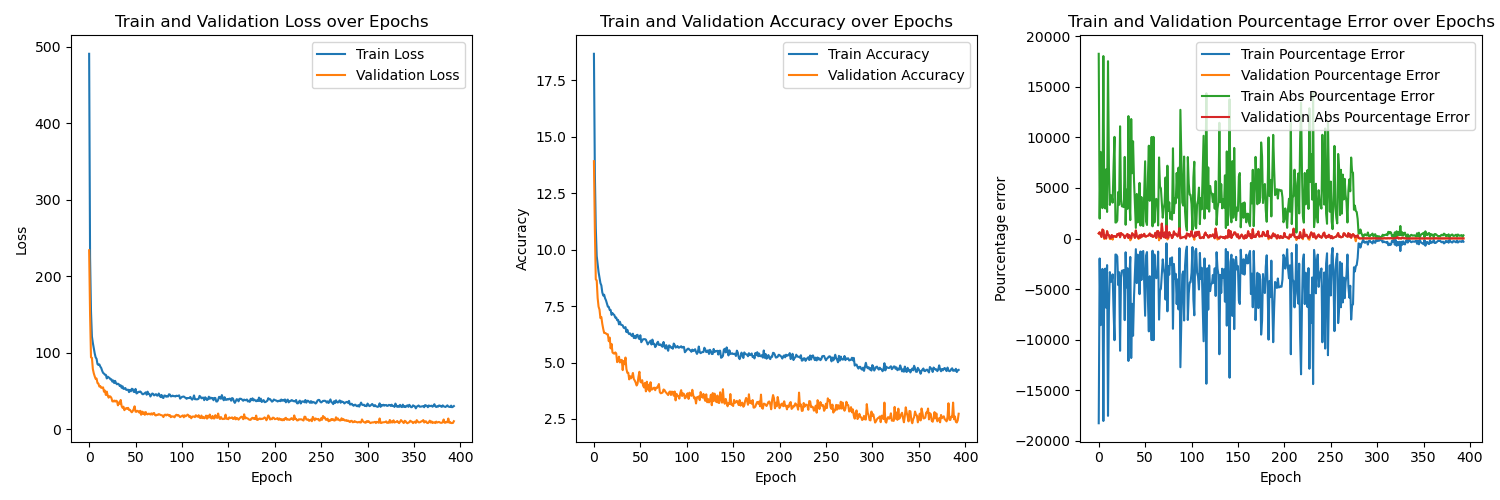 Train and Validation Loss over Epochs
500
400
300
200
100
0
Loss
0 50 100 150 200 250 300 350 400
Epoch
Train Loss
Validation Loss
Train and Validation Accuracy over Epochs
17.5
15.0
12.5
10.0
7.5
5.0
2.5
Accuracy
0 50 100 150 200 250 300 350 400
Epoch
Train Accuracy
Validation Accuracy
Train and Validation Pourcentage Error over Epochs
20000
15000
10000
5000
0
−5000
−10000
−15000
−20000
Pourcentage error
0 50 100 150 200 250 300 350 400
Epoch
Train Pourcentage Error
Validation Pourcentage Error
Train Abs Pourcentage Error
Validation Abs Pourcentage Error